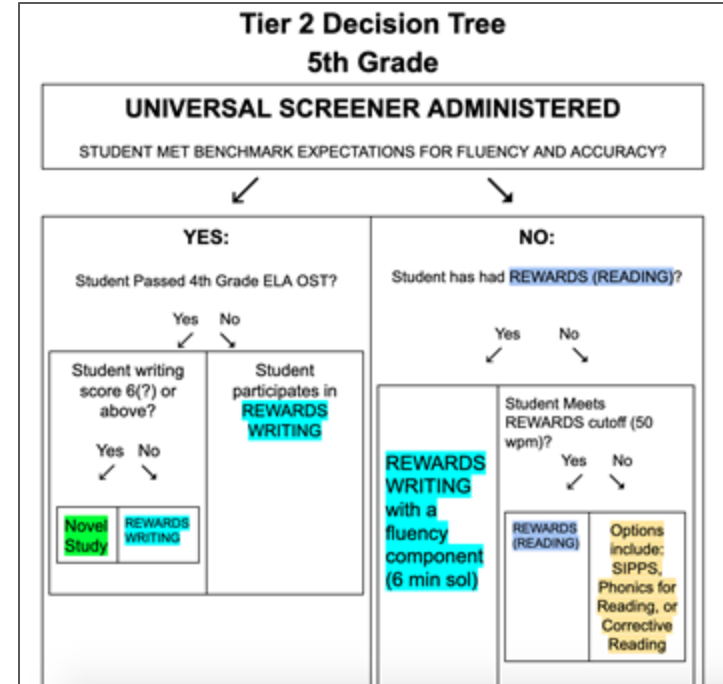 Tier 2 Decision Tree
5th Grade
UNIVERSAL SCREENER ADMINISTERED
STUDENT MET BENCHMARK EXPECTATIONS FOR FLUENCY AND ACCURACY?
YES:
Student Passed 4th Grade ELA OST?
Yes No
Student writing
score 6(?) or
above?
Yes No
Novel
Study
REWARDS
WRITING
Student
participates in
REWARDS
WRITING
NO:
Student has had REWARDS (READING)?
Yes No
REWARDS
WRITING
with a
fluency
component
(6 min sol)
Student Meets
REWARDS cutoff (50
wpm)?
Yes No
REWARDS
(READING)
Options
include:
SIPPS,
Phonics for
Reading, or
Corrective
Reading